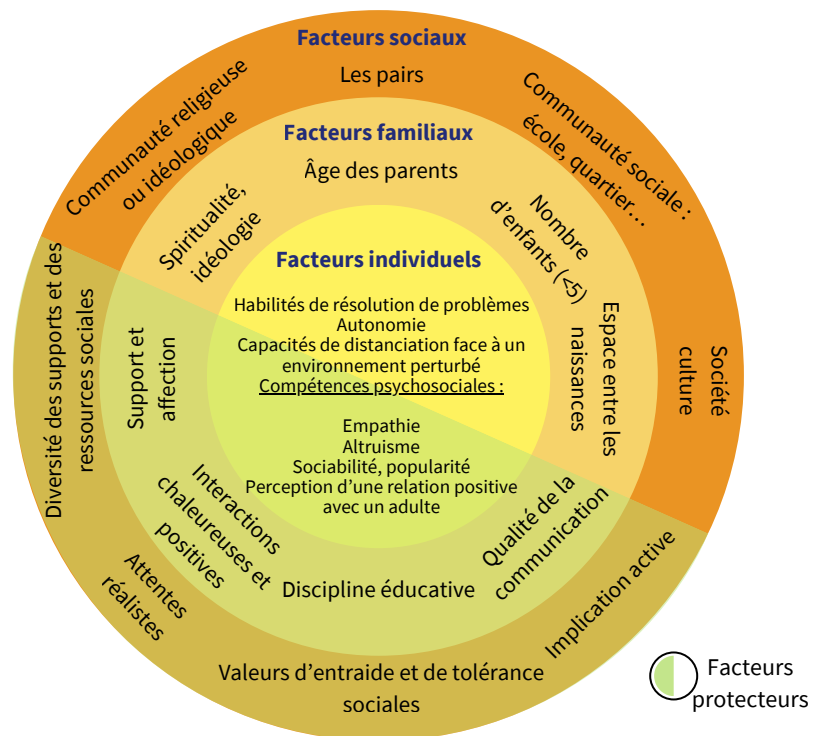 Facteurs sociaux
Les pairs
Communauté religieuse
ou idéologique
Communauté sociale :
école, quartier…
Société
culture
Facteurs familiaux
Âge des parents
Spiritualité,
idéologie
Nombre
d’enfants (<5)
Espace entre les
naissances
Facteurs individuels
Habilités de résolution de problèmes
Autonomie
Capacités de distanciation face à un
environnement perturbé
Compétences psychosociales :
Empathie
Altruisme
Sociabilité, popularité
Perception d’une relation positive
avec un adulte
Support et
affection
Interactions
chaleureuses et
positives
Discipline éducative
Qualité de la
communication
Diversité des supports et des
ressources sociales
Attentes
réalistes
Valeurs d’entraide et de tolérance
sociales
Implication active
Facteurs
protecteurs